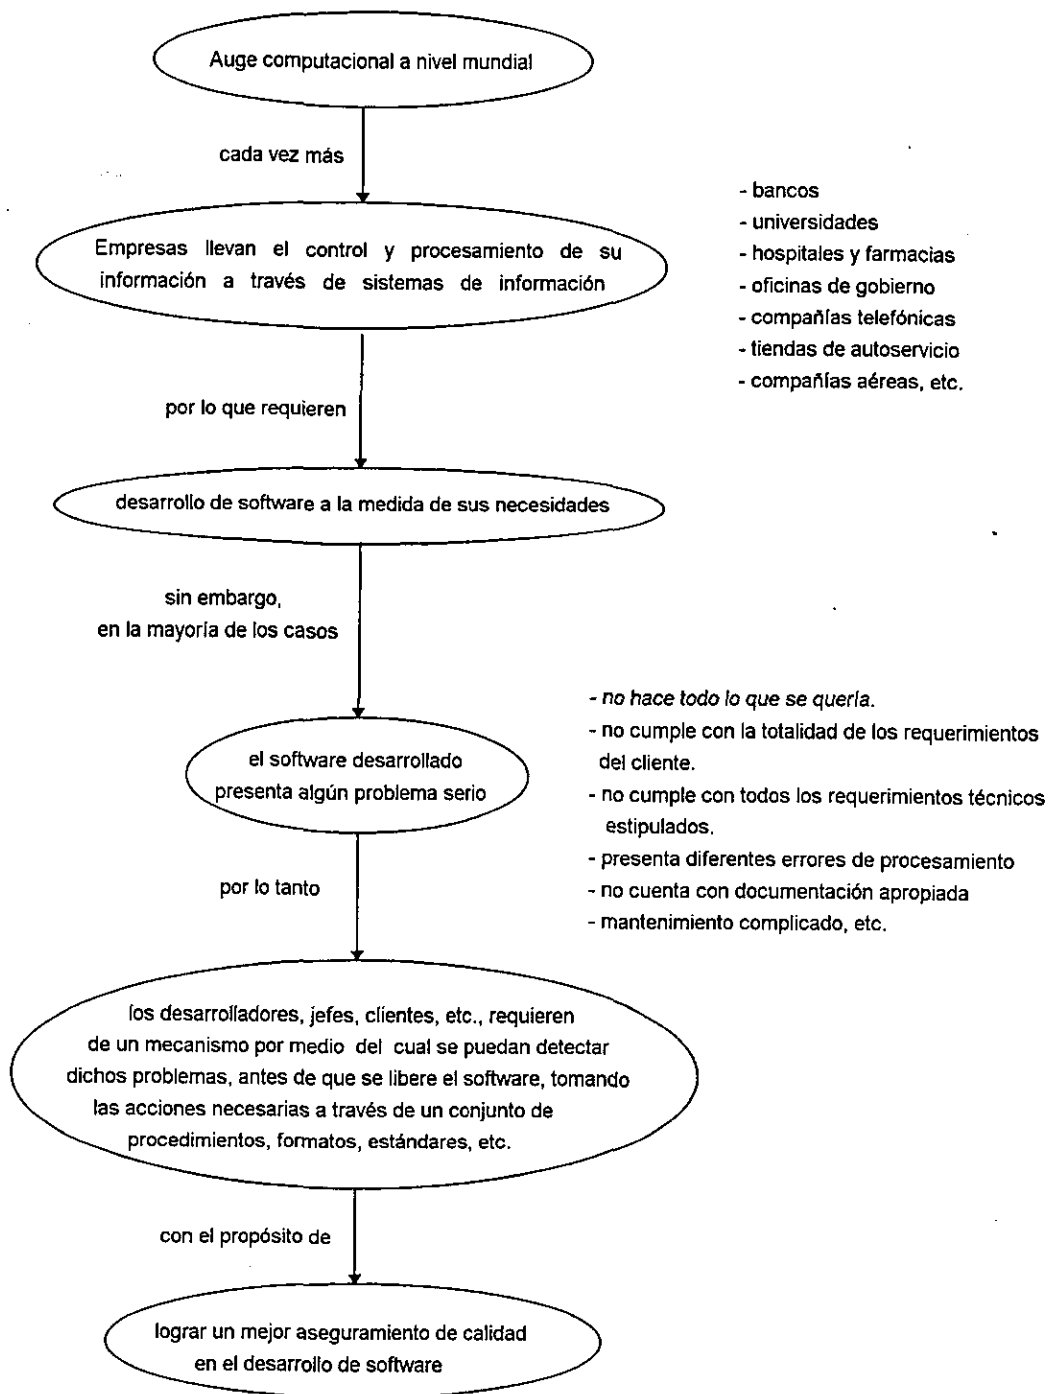 Auge computacional a nivel mundial
cada vez más
Empresas llevan el control y procesamiento de su
información a través de sistemas de información
- bancos
- universidades
- hospitales y farmacias
- oficinas de gobierno
- compañías telefónicas
- tiendas de autoservicio
- compañías aéreas, etc.
por lo que requieren
desarrollo de software a la medida de sus necesidades
sin embargo,
en la mayoría de los casos
el software desarrollado
presenta algún problema serio
- no hace todo lo que se quería.
- no cumple con la totalidad de los requerimientos
del cliente.
- no cumple con todos los requerimientos técnicos
estipulados.
- presenta diferentes errores de procesamiento
- no cuenta con documentación apropiada
- mantenimiento complicado, etc.
por lo tanto
los desarrolladores, jefes, clientes, etc., requieren
de un mecanismo por medio del cual se puedan detectar
dichos problemas, antes de que se libere el software, tomando
las acciones necesarias a través de un conjunto de
procedimientos, formatos, estándares, etc.
con el propósito de
lograr un mejor aseguramiento de calidad
en el desarrollo de software